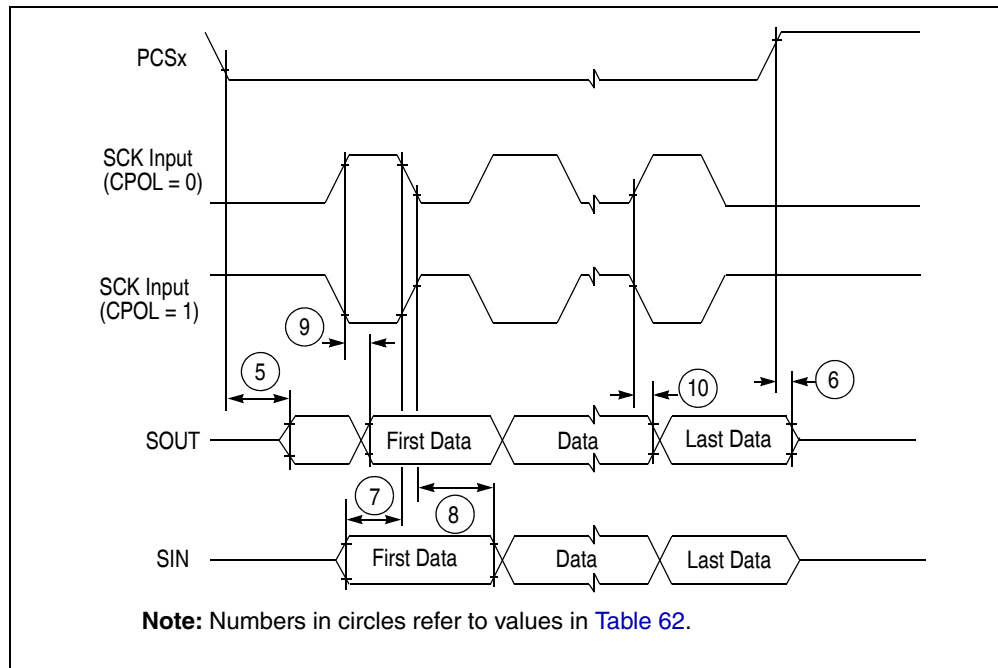 PCSx
SCK Input
(CPOL = 0)
SCK Input
(CPOL = 1)
9
5
10
6
SOUT
First Data
Data
Last Data
7
8
SIN
First Data
Data
Last Data
Note: Numbers in circles refer to values in Table 62.